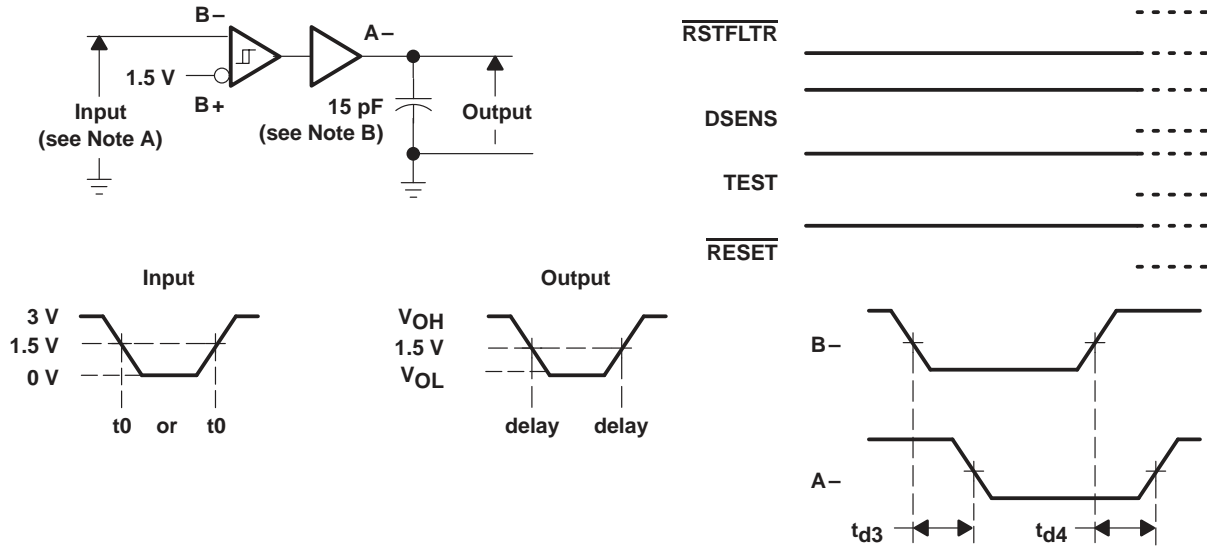 B–
A–
1.5 V
B+
Input
(see Note A)
15 pF
(see Note B)
Output
Input
3 V
1.5 V
0 V
t0 or t0
Output
VOH
1.5 V
VOL
delay delay
RSTFLTR
DSENS
TEST
RESET
B–
A–
td3 td4